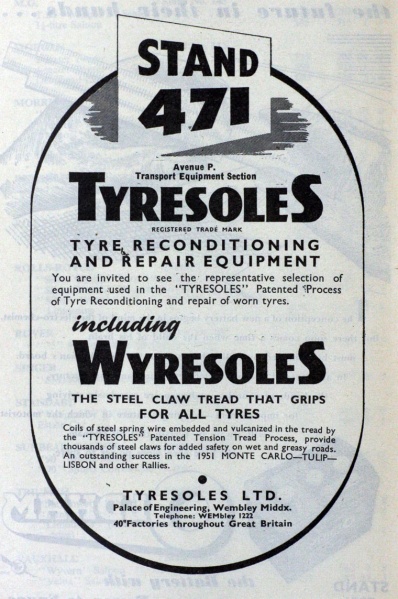 STAND
471
Avenue P.
Transport Equipment Section
TYRESOLES
REGISTERED TRADE MARK
TYRE RECONDITIONING
AND REPAIR EQUIPMENT
You are invited to see the representative selection of
equipment used in the "TYRESOLES" Patented Process
of Tyre Reconditioning and repair of worn tyres.
including
WYRESOLES
THE STEEL CLAW TREAD THAT GRIPS
FOR ALL TYRES
Coils of steel spring wire embedded and vulcanized in the tread by
the "TYRESOLES" Patented Tension Tread Process, provide
thousands of steel claws for added safety on wet and greasy roads.
An outstanding success in the 1951 MONTE CARLO—TULIP—
LISBON and other Rallies.
TYRESOLES LTD.
Palace of Engineering, Wembley Middx.
Telephone: WEMbley 1222
40 Factories throughout Great Britain